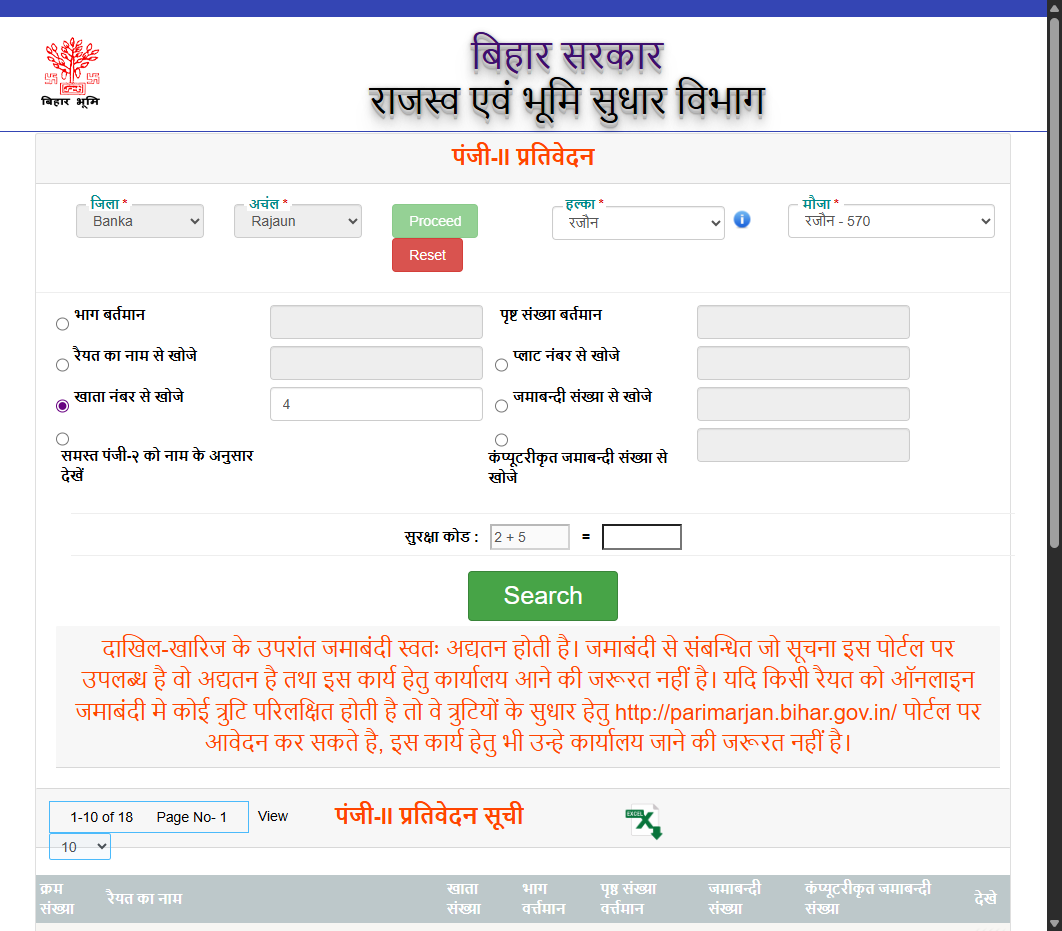 बिहार सरकार
राजस्व एवं भूमि सुधार विभाग
बिहार भूमि
पंजी-II प्रतिवेदन
जिला * अचंल * हल्का * मौजा *
Banka Rajaun Proceed रजौन रजौन - 570
Reset
भाग बर्तमान पृष्ट संख्या बर्तमान
रैयत का नाम से खोजे प्लाट नंबर से खोजे
खाता नंबर से खोजे 4 जमाबन्दी संख्या से खोजे
समस्त पंजी-२ को नाम के अनुसार देखें
कंप्यूटरीकृत जमाबन्दी संख्या से खोजे
सुरक्षा कोड : 2 + 5 =
Search
दाखिल-खारिज के उपरांत जमाबंदी स्वतः अद्यतन होती है। जमाबंदी से संबन्धित जो सूचना इस पोर्टल पर
उपलब्ध है वो अद्यतन है तथा इस कार्य हेतु कार्यालय आने की जरूरत नहीं है। यदि किसी रैयत को ऑनलाइन
जमाबंदी मे कोई त्रुटि परिलक्षित होती है तो वे त्रुटियों के सुधार हेतु http://parimarjan.bihar.gov.in/ पोर्टल पर
आवेदन कर सकते है, इस कार्य हेतु भी उन्हे कार्यालय जाने की जरूरत नहीं है।
1-10 of 18 Page No- 1 View पंजी-II प्रतिवेदन सूची EXCEL
10
क्रम संख्या रैयत का नाम खाता संख्या भाग वर्त्तमान पृष्ठ संख्या वर्त्तमान जमाबन्दी संख्या कंप्यूटरीकृत जमाबन्दी संख्या देखे